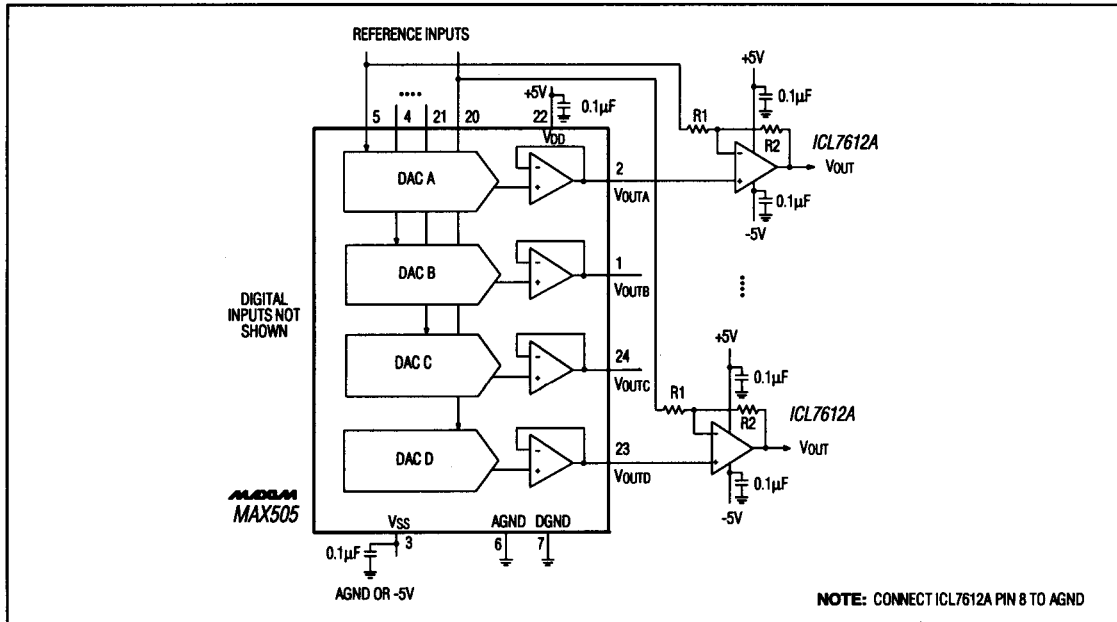 REFERENCE INPUTS
+5V
0.1µF
5 4 21 20 22
VDD
+5V
0.1µF
R1
R2
ICL7612A
VOUT
0.1µF
-5V
DAC A
2
VOUTA
DAC B
1
VOUTB
DIGITAL
INPUTS NOT
SHOWN
DAC C
24
VOUTC
+5V
0.1µF
R1
R2
ICL7612A
VOUT
0.1µF
-5V
DAC D
23
VOUTD
MAXIM
MAX505
VSS
AGND DGND
0.1µF
3
6
7
AGND OR -5V
NOTE: CONNECT ICL7612A PIN 8 TO AGND